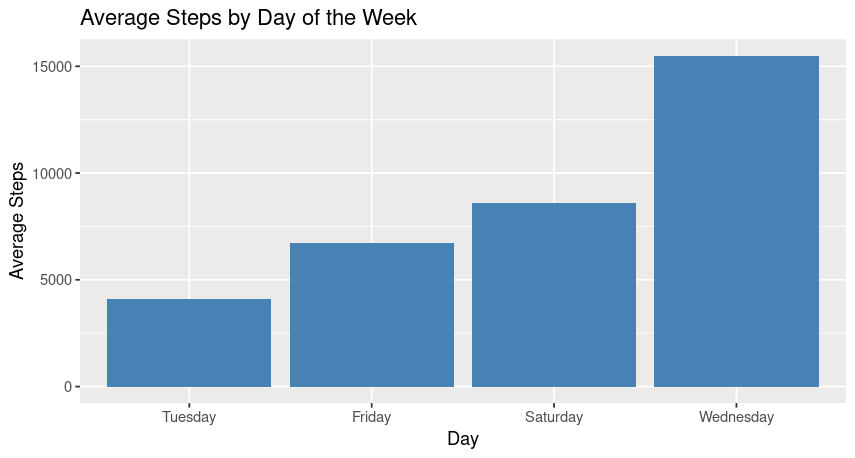 Average Steps by Day of the Week
Average Steps
15000
10000
5000
0
Tuesday Friday Saturday Wednesday
Day